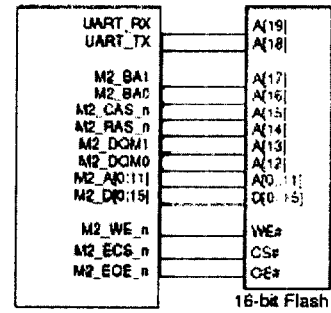 UART_RX A[19]
UART_TX A[18]
M2_BA1 A[17]
M2_BA0 A[16]
M2_CAS_n A[15]
M2_RAS_n A[14]
M2_DQM1 A[13]
M2_DQM0 A[12]
M2_A[0:11] A[0..11]
M2_D[0:15] D[0..15]
M2_WE_n WE#
M2_ECS_n CS#
M2_EOE_n OE#
16-bit Flash